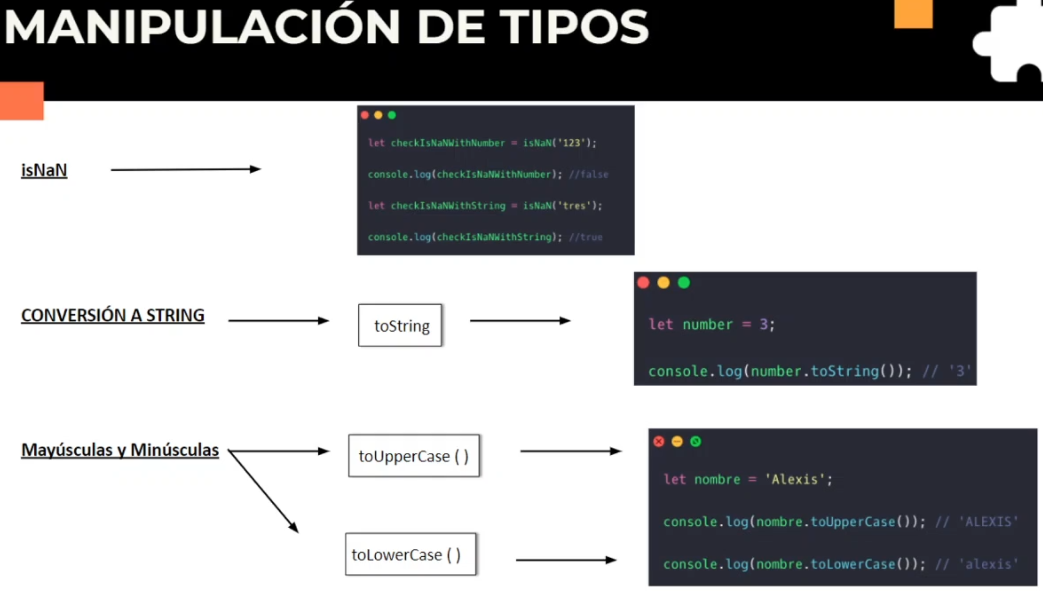 MANIPULACIÓN DE TIPOS
isNaN
let checkIsNaNWithNumber = isNaN('123');
console.log(checkIsNaNWithNumber); //false
let checkIsNaNWithString = isNaN('tres');
console.log(checkIsNaNWithString); //true
CONVERSIÓN A STRING
toString
let number = 3;
console.log(number.toString()); // '3'
Mayúsculas y Minúsculas
toUpperCase ( )
toLowerCase ( )
let nombre = 'Alexis';
console.log(nombre.toUpperCase()); // 'ALEXIS'
console.log(nombre.toLowerCase()); // 'alexis'